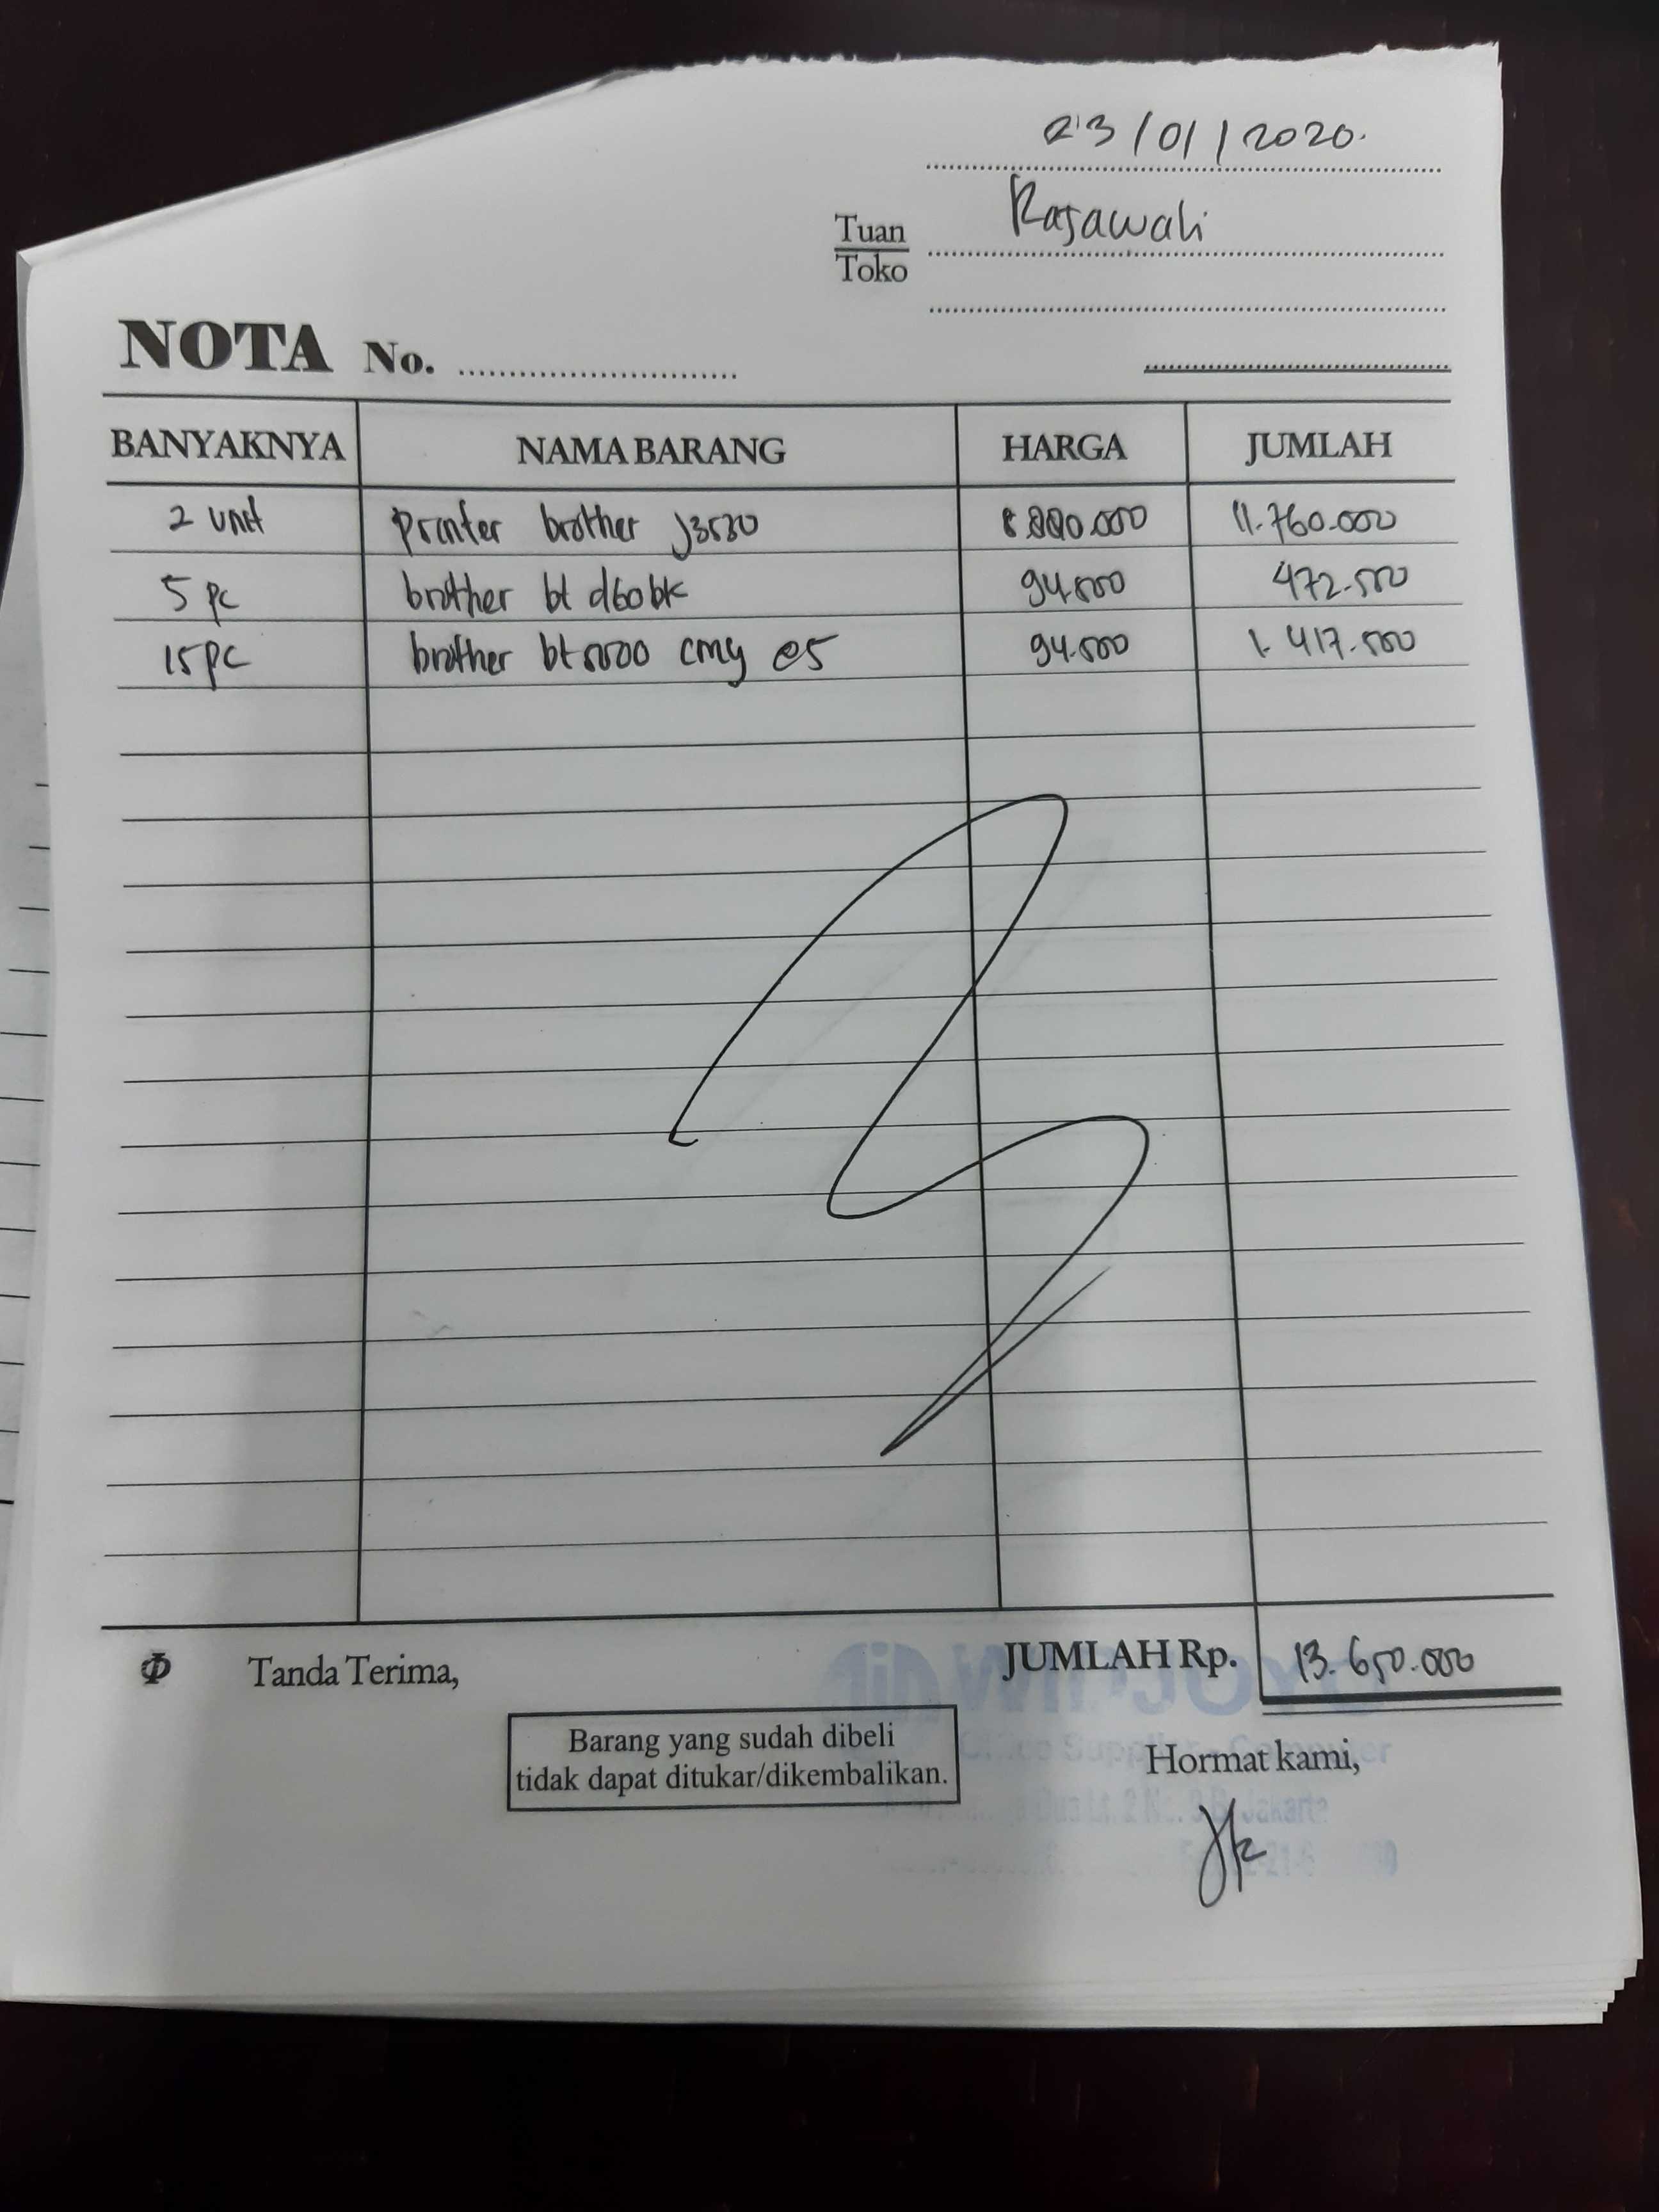 23/01/2020.
Tuan
Toko
Rajawali
NOTA No.
BANYAKNYA NAMA BARANG HARGA JUMLAH
2 unit printer brother j3530 5.880.000 11.760.000
5 pc brother bt d60bk 94.500 472.500
15 pc brother bt5000 cmy @5 94.500 1.417.500
JUMLAH Rp. 13.650.000
Tanda Terima,
Barang yang sudah dibeli
tidak dapat ditukar/dikembalikan.
Hormat kami,